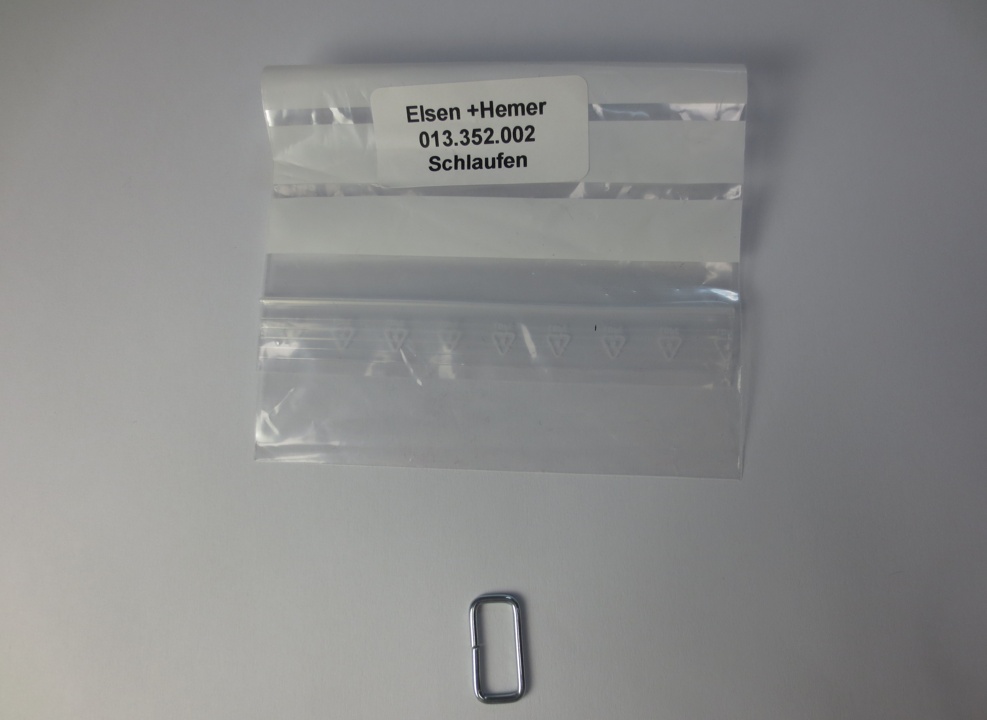 Elsen +Hemer
013.352.002
Schlaufen